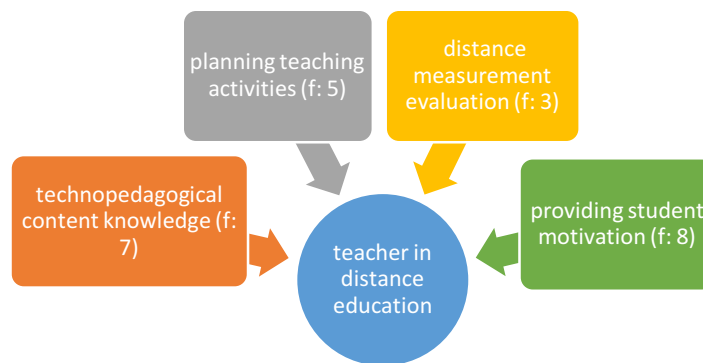 planning teaching
activities (f: 5)
distance
measurement
evaluation (f: 3)
technopedagogical
content knowledge (f:
7)
providing student
motivation (f: 8)
teacher in
distance
education